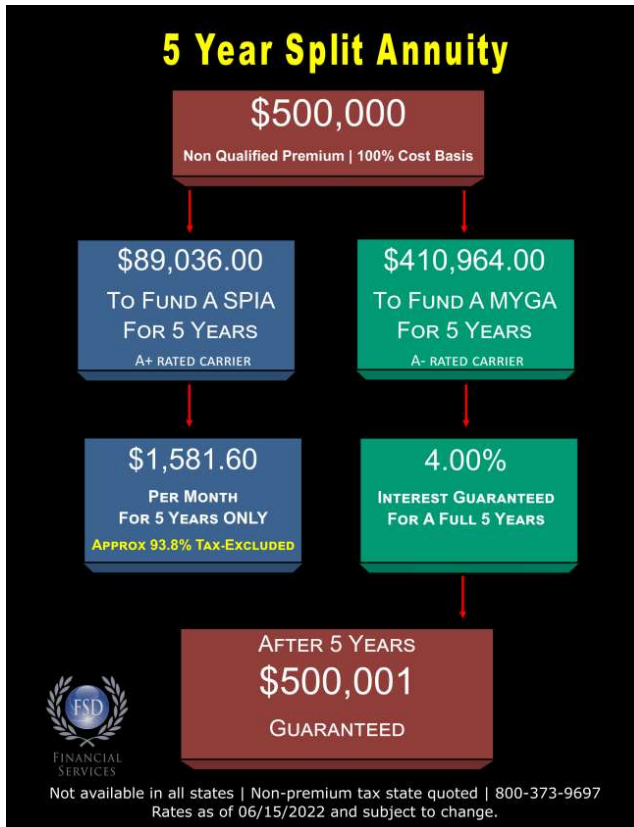 5 Year Split Annuity
$500,000
Non Qualified Premium | 100% Cost Basis
$89,036.00
To Fund A SPIA
For 5 Years
A+ RATED CARRIER
$410,964.00
To Fund A MYGA
For 5 Years
A- RATED CARRIER
$1,581.60
Per Month
For 5 Years ONLY
Approx 93.8% Tax-Excluded
4.00%
Interest Guaranteed
For A Full 5 Years
After 5 Years
$500,001
Guaranteed
FSD
Financial
Services
Not available in all states | Non-premium tax state quoted | 800-373-9697
Rates as of 06/15/2022 and subject to change.